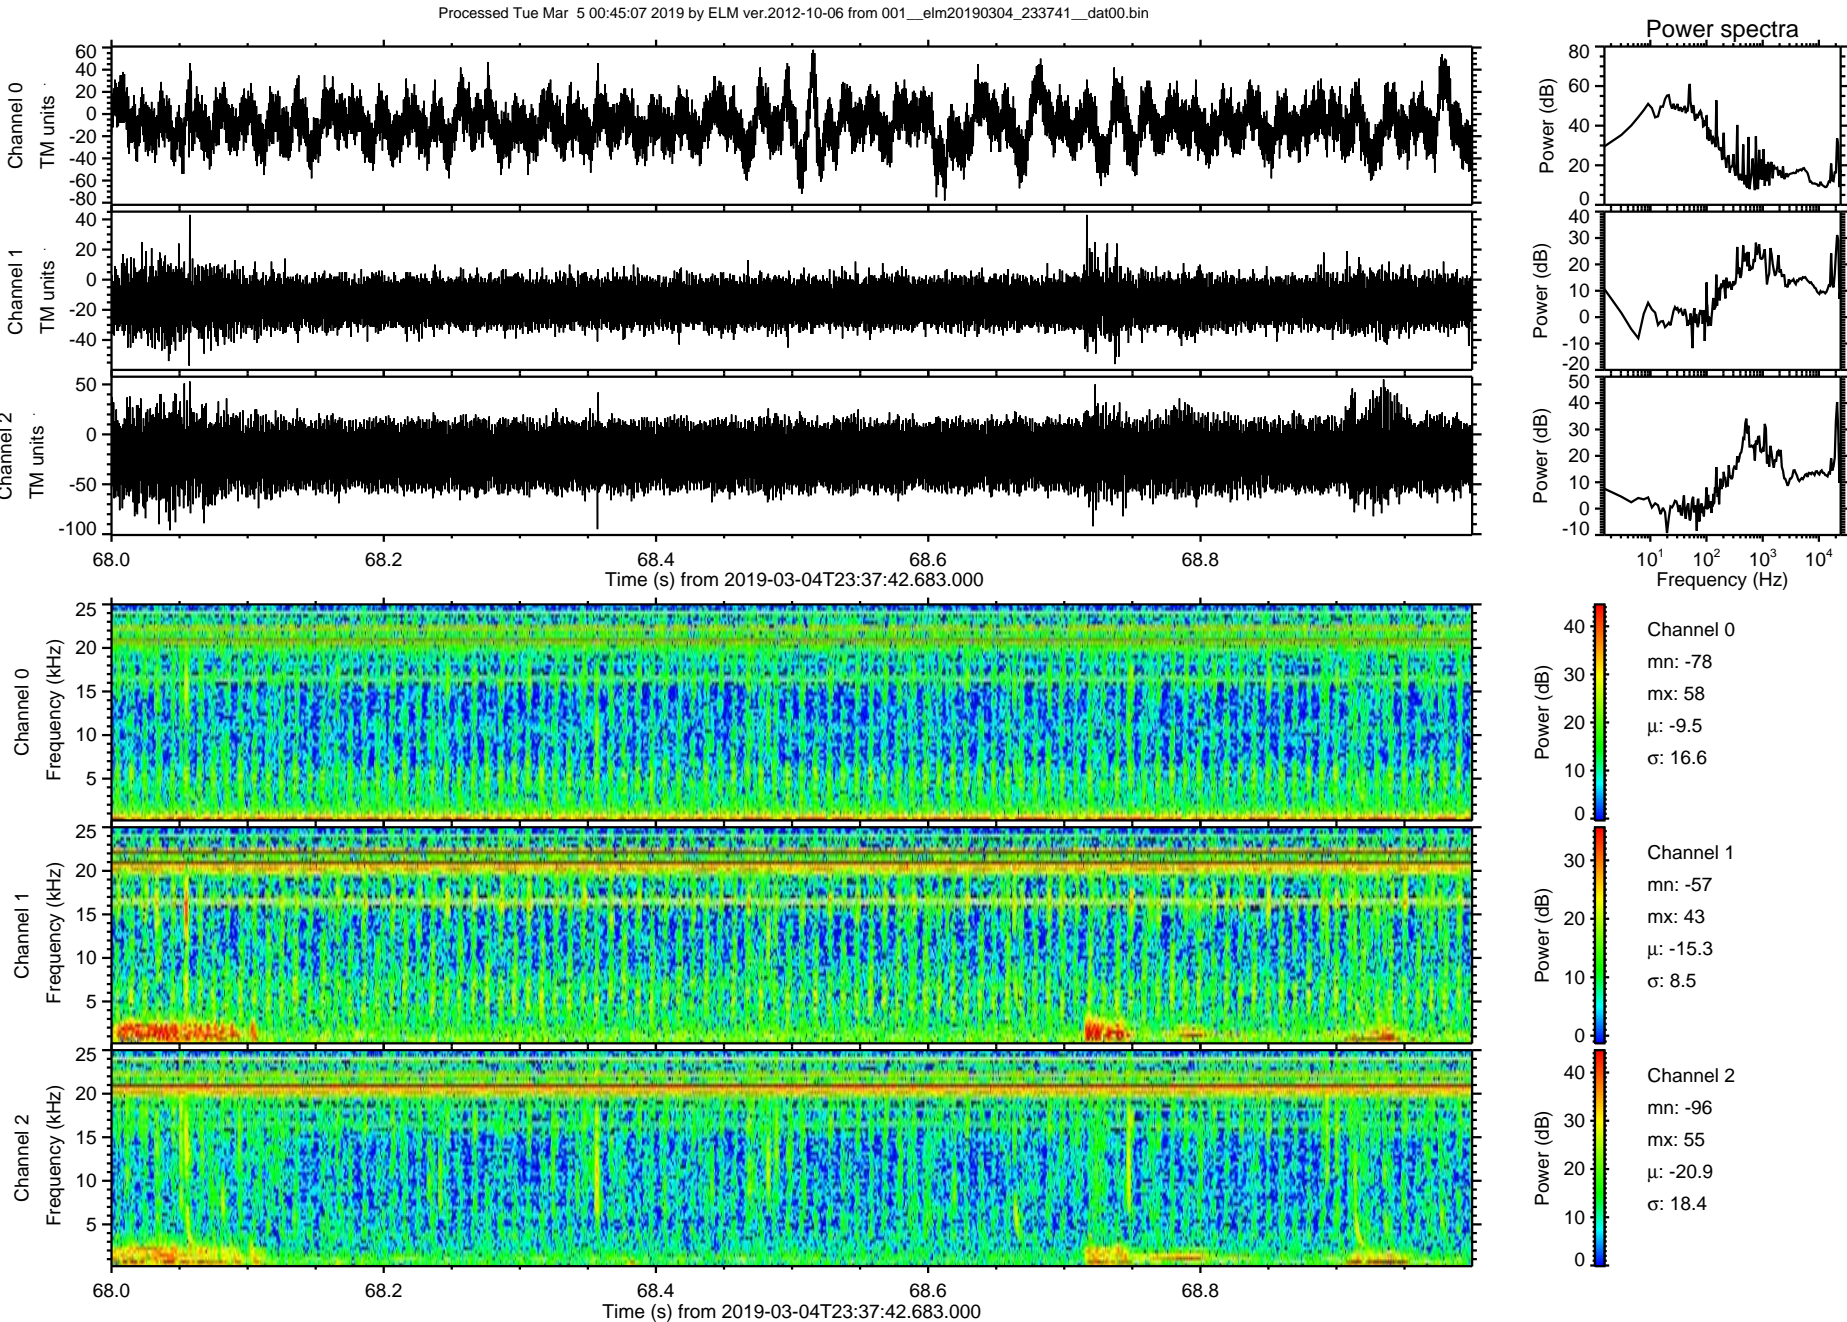 Processed Tue Mar  5 00:45:07 2019 by ELM ver.2012-10-06 from 001__elm20190304_233741__dat00.bin
Power spectra
Channel 0
TM units
60
40
20
0
-20
-40
-60
-80
Power (dB)
80
60
40
20
0
Channel 1
TM units
40
20
0
-20
-40
Power (dB)
40
30
20
10
0
-10
-20
Channel 2
TM units
50
0
-50
-100
Power (dB)
50
40
30
20
10
0
-10
68.0 68.2 68.4 68.6 68.8
Time (s) from 2019-03-04T23:37:42.683.000
10^1 10^2 10^3 10^4
Frequency (Hz)
Channel 0
Frequency (kHz)
25
20
15
10
5
Power (dB)
40
30
20
10
0
Channel 0
mn: -78
mx: 58
μ: -9.5
σ: 16.6
Channel 1
Frequency (kHz)
25
20
15
10
5
Power (dB)
30
20
10
0
Channel 1
mn: -57
mx: 43
μ: -15.3
σ: 8.5
Channel 2
Frequency (kHz)
25
20
15
10
5
Power (dB)
40
30
20
10
0
Channel 2
mn: -96
mx: 55
μ: -20.9
σ: 18.4
68.0 68.2 68.4 68.6 68.8
Time (s) from 2019-03-04T23:37:42.683.000